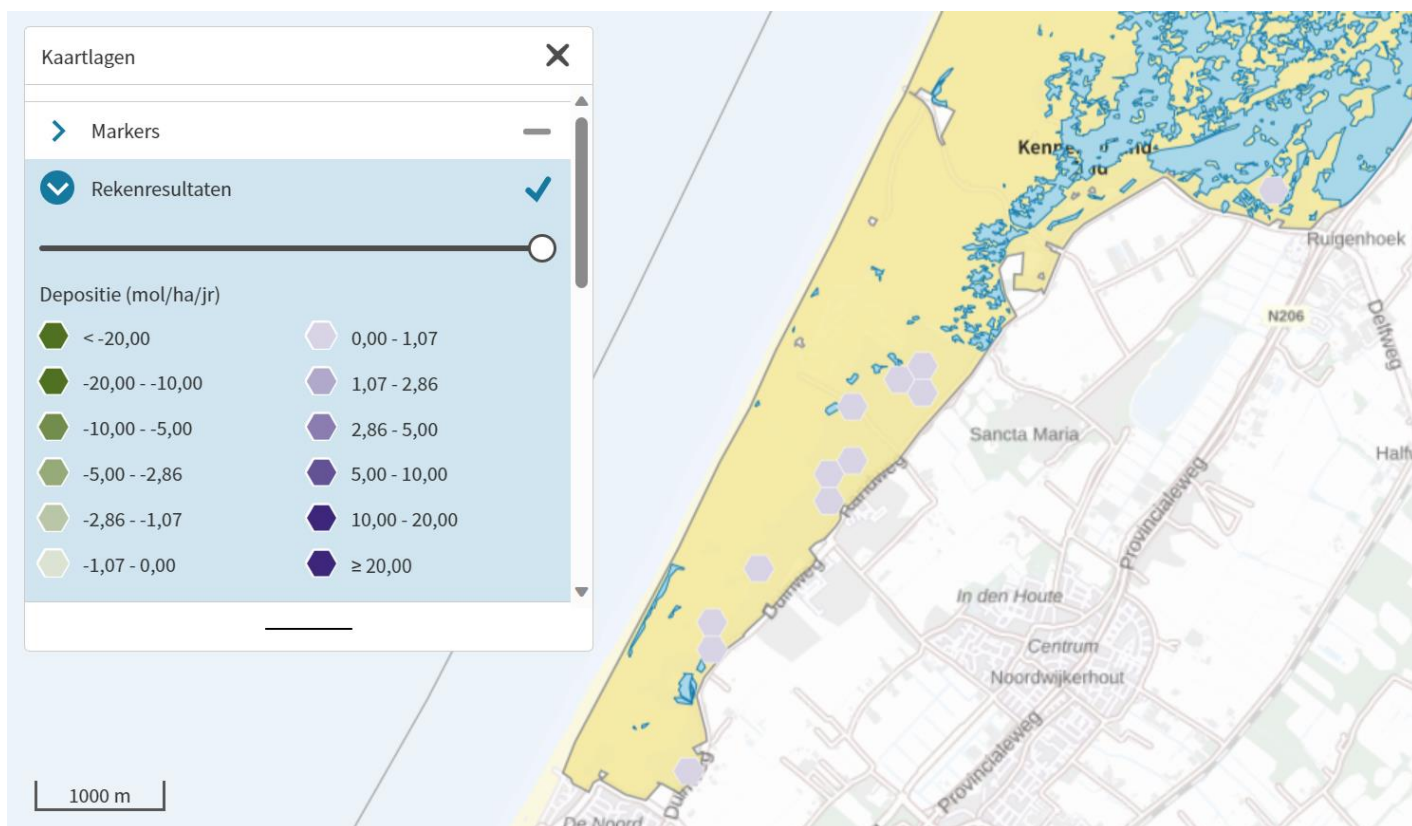 Kaartlagen
Markers
Rekenresultaten
Depositie (mol/ha/jr)
< -20,00
-20,00 - -10,00
-10,00 - -5,00
-5,00 - -2,86
-2,86 - -1,07
-1,07 - 0,00
0,00 - 1,07
1,07 - 2,86
2,86 - 5,00
5,00 - 10,00
10,00 - 20,00
≥ 20,00
1000 m
Ruigenhoek
N206
Delfweg
Sancta Maria
Randweg
Provincialeweg
Duinweg
In den Houte
Centrum
Noordwijkerhout
Provincialeweg
De Noord